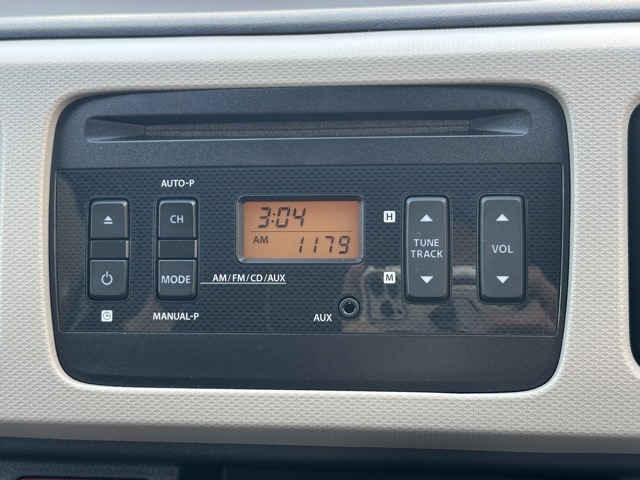 AUTO-P
CH
MODE
MANUAL-P
AM/FM/CD/AUX
3:04
AM 1179
AUX
H
M
TUNE
TRACK
VOL